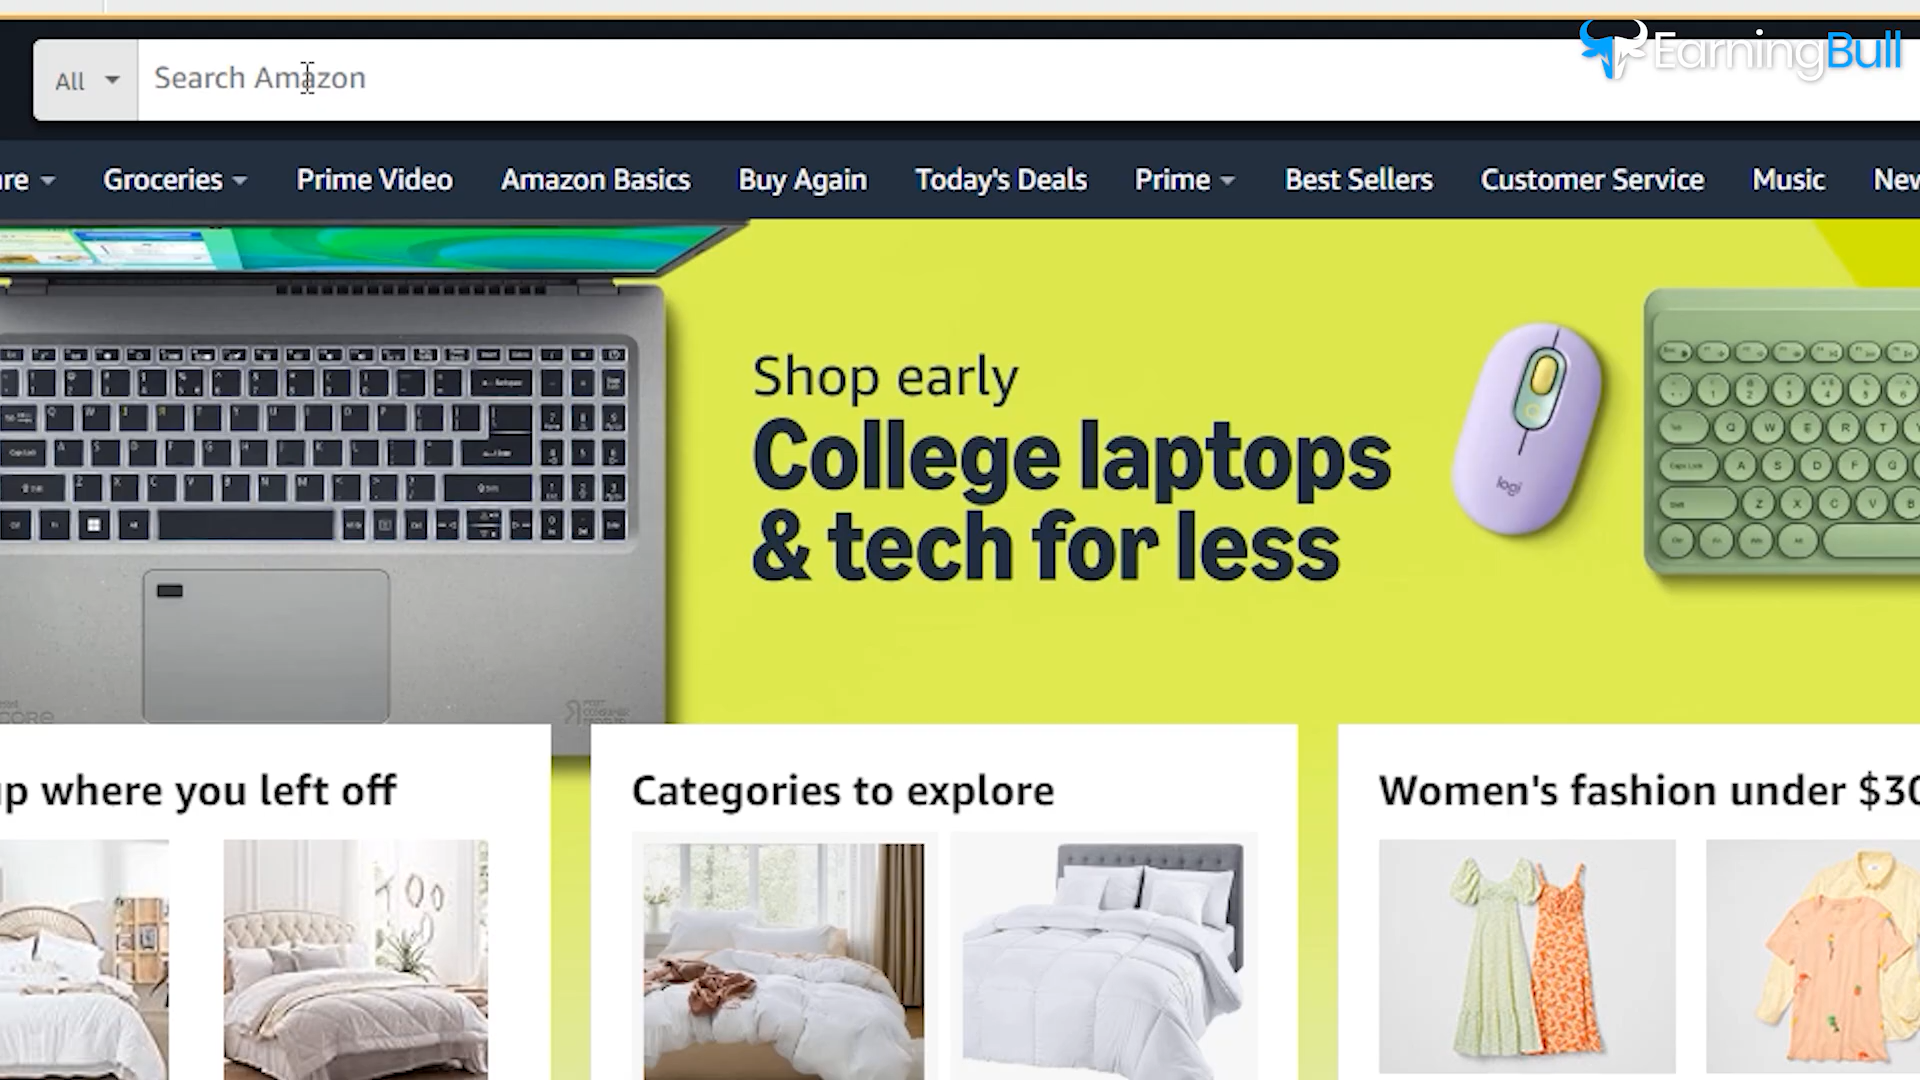 EarningBull
All
Search Amazon
re
Groceries
Prime Video
Amazon Basics
Buy Again
Today's Deals
Prime
Best Sellers
Customer Service
Music
New
Shop early
College laptops
& tech for less
logi
up where you left off
Categories to explore
Women's fashion under $30